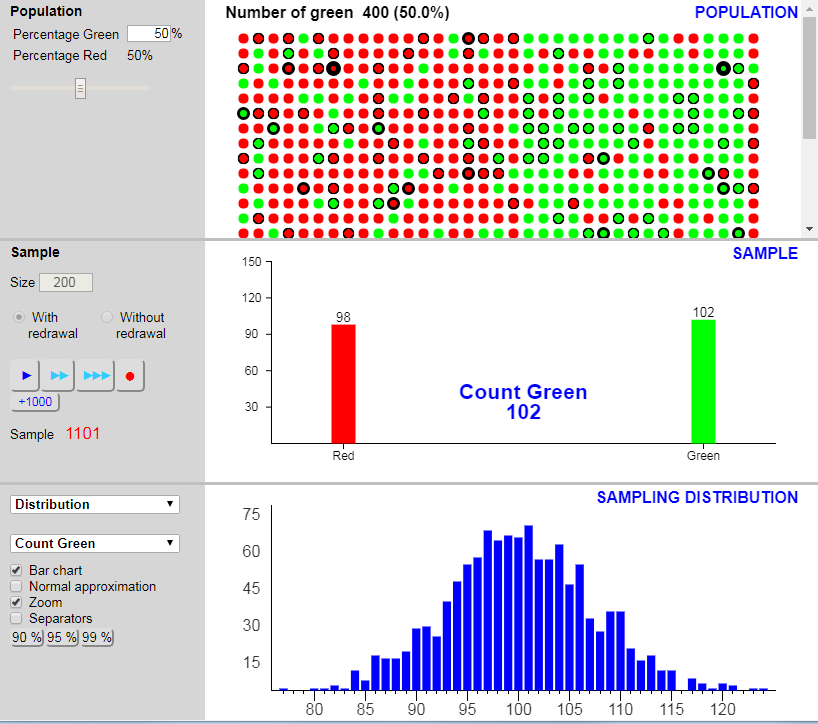 Population
Percentage Green 50 %
Percentage Red 50%
Number of green 400 (50.0%)
POPULATION
Sample
Size 200
With redrawal
Without redrawal
+1000
Sample 1101
SAMPLE
150
120
90
60
30
98
102
Count Green
102
Red
Green
Distribution
Count Green
Bar chart
Normal approximation
Zoom
Separators
90 % 95 % 99 %
SAMPLING DISTRIBUTION
75
60
45
30
15
80 85 90 95 100 105 110 115 120